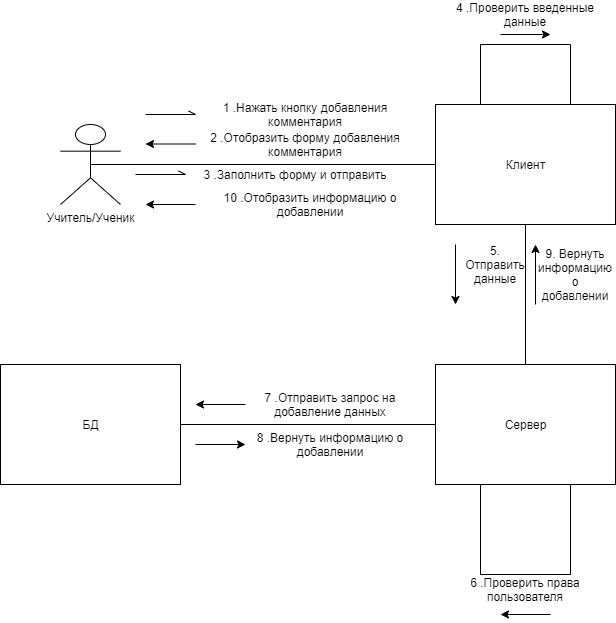 4 .Проверить введенные
данные
1 .Нажать кнопку добавления
комментария
2 .Отобразить форму добавления
комментария
3 .Заполнить форму и отправить
10 .Отобразить информацию о
добавлении
Учитель/Ученик
Клиент
5.
Отправить
данные
9. Вернуть
информацию
о
добавлении
7 .Отправить запрос на
добавление данных
8 .Вернуть информацию о
добавлении
БД
Сервер
6 .Проверить права
пользователя